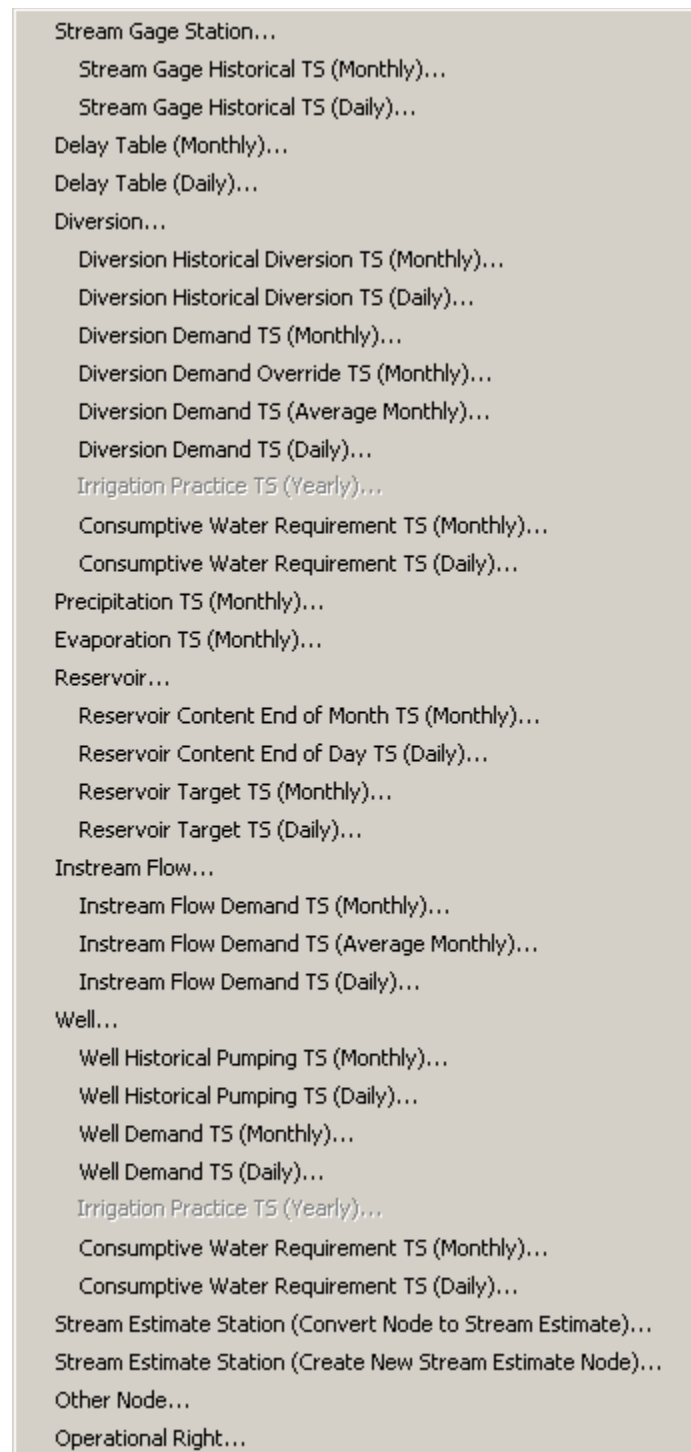 Stream Gage Station...
Stream Gage Historical TS (Monthly)...
Stream Gage Historical TS (Daily)...
Delay Table (Monthly)...
Delay Table (Daily)...
Diversion...
Diversion Historical Diversion TS (Monthly)...
Diversion Historical Diversion TS (Daily)...
Diversion Demand TS (Monthly)...
Diversion Demand Override TS (Monthly)...
Diversion Demand TS (Average Monthly)...
Diversion Demand TS (Daily)...
Irrigation Practice TS (Yearly)...
Consumptive Water Requirement TS (Monthly)...
Consumptive Water Requirement TS (Daily)...
Precipitation TS (Monthly)...
Evaporation TS (Monthly)...
Reservoir...
Reservoir Content End of Month TS (Monthly)...
Reservoir Content End of Day TS (Daily)...
Reservoir Target TS (Monthly)...
Reservoir Target TS (Daily)...
Instream Flow...
Instream Flow Demand TS (Monthly)...
Instream Flow Demand TS (Average Monthly)...
Instream Flow Demand TS (Daily)...
Well...
Well Historical Pumping TS (Monthly)...
Well Historical Pumping TS (Daily)...
Well Demand TS (Monthly)...
Well Demand TS (Daily)...
Irrigation Practice TS (Yearly)...
Consumptive Water Requirement TS (Monthly)...
Consumptive Water Requirement TS (Daily)...
Stream Estimate Station (Convert Node to Stream Estimate)...
Stream Estimate Station (Create New Stream Estimate Node)...
Other Node...
Operational Right...